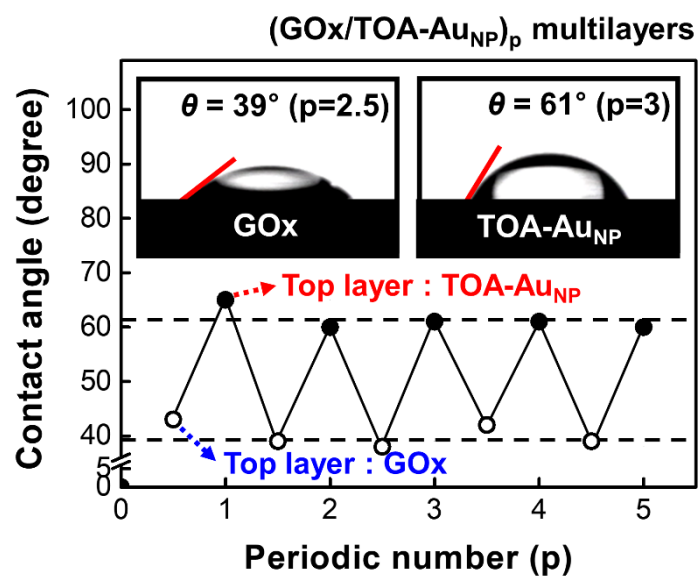 (GOx/TOA-AuNP)p multilayers
Contact angle (degree)
100
90
80
70
60
50
40
5
0
θ = 39° (p=2.5)
GOx
θ = 61° (p=3)
TOA-AuNP
Top layer : TOA-AuNP
Top layer : GOx
0 1 2 3 4 5
Periodic number (p)